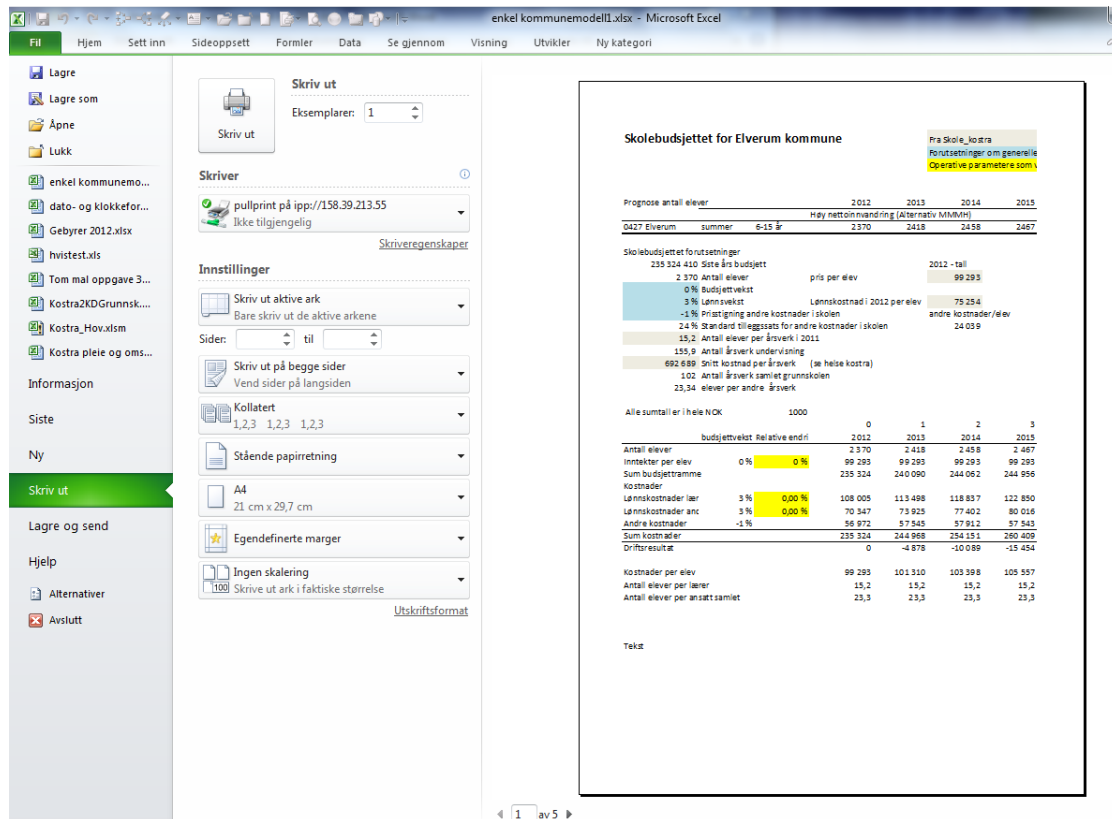 enkel kommunemodell1.xlsx - Microsoft Excel
Fil Hjem Sett inn Sideoppsett Formler Data Se gjennom Visning Utvikler Ny kategori
Lagre
Lagre som
Åpne
Lukk
enkel kommunemo...
dato- og klokkefor...
Gebyrer 2012.xlsx
hvistest.xls
Tom mal oppgave 3...
Kostra2KDGrunnsk....
Kostra_Hov.xlsm
Kostra pleie og oms...
Informasjon
Siste
Ny
Skriv ut
Lagre og send
Hjelp
Alternativer
Avslutt
Skriv ut
Skriv ut
Eksemplarer: 1
Skriver
pullprint på ipp://158.39.213.55
Ikke tilgjengelig
Skriveregenskaper
Innstillinger
Skriv ut aktive ark
Bare skriv ut de aktive arkene
Sider: til
Skriv ut på begge sider
Vend sider på langsiden
Kollatert
1,2,3 1,2,3 1,2,3
Stående papirretning
A4
21 cm x 29,7 cm
Egendefinerte marger
Ingen skalering
100 Skrive ut ark i faktiske størrelse
Utskriftsformat
Skolebudsjettet for Elverum kommune
Fra Skole_kostra
Forutsetninger om generelle
Operative parametere som v
Prognose antall elever 2012 2013 2014 2015
Høy nettoinnvandring (Alternativ MMMH)
0427 Elverum summer 6-15 år 2370 2418 2458 2467
Skolebudsjettet forutsetninger
235 324 410 Siste års budsjett 2012 - tall
2 370 Antall elever pris per elev 99 293
0 % Budsjettvekst
3 % Lønnsvekst Lønnskostnad i 2012 per elev 75 254
-1 % Prisstigning andre kostnader i skolen andre kostnader/elev
24 % Standard tilleggssats for andre kostnader i skolen 24 039
15,2 Antall elever per årsverk i 2011
155,9 Antall årsverk undervisning
692 689 Snitt kostnad per årsverk (se helse kostra)
102 Antall årsverk samlet grunnskolen
23,34 elever per andre årsverk
Alle sumtall er i hele NOK 1000
0 1 2 3
budsjettvekst Relative endri 2012 2013 2014 2015
Antall elever 2 370 2 418 2 458 2 467
Inntekter per elev 0 % 0 % 99 293 99 293 99 293 99 293
Sum budsjettramme 235 324 240 090 244 062 244 956
Kostnader
Lønnskostnader lær 3 % 0,00 % 108 005 113 498 118 837 122 850
Lønnskostnader anc 3 % 0,00 % 70 347 73 925 77 402 80 016
Andre kostnader -1 % 56 972 57 545 57 912 57 543
Sum kostnader 235 324 244 968 254 151 260 409
Driftsresultat 0 -4 878 -10 089 -15 454
Kostnader per elev 99 293 101 310 103 398 105 557
Antall elever per lærer 15,2 15,2 15,2 15,2
Antall elever per ansatt samlet 23,3 23,3 23,3 23,3
Tekst
1 av 5